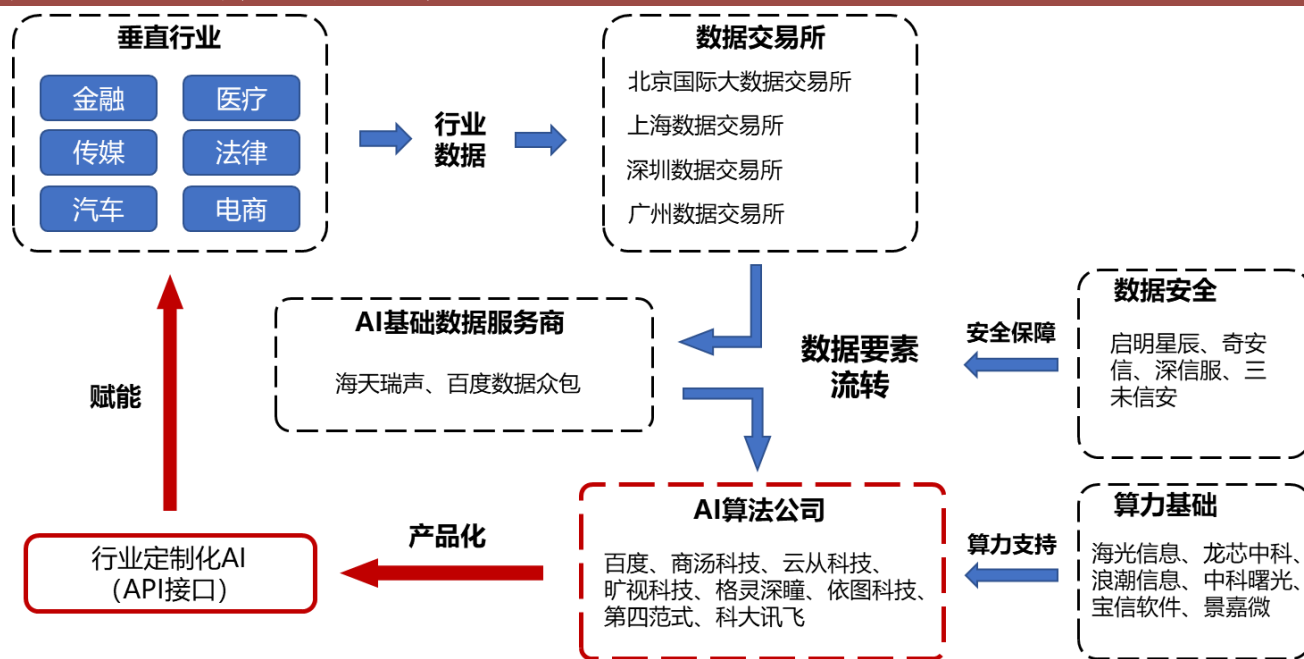 垂直行业
金融
医疗
传媒
法律
汽车
电商
行业
数据
数据交易所
北京国际大数据交易所
上海数据交易所
深圳数据交易所
广州数据交易所
AI基础数据服务商
海天瑞声、百度数据众包
数据要素
流转
安全保障
数据安全
启明星辰、奇安
信、深信服、三
未信安
赋能
AI算法公司
百度、商汤科技、云从科技、
旷视科技、格灵深瞳、依图科技、
第四范式、科大讯飞
算力支持
算力基础
海光信息、龙芯中科、
浪潮信息、中科曙光、
宝信软件、景嘉微
产品化
行业定制化AI
（API接口）